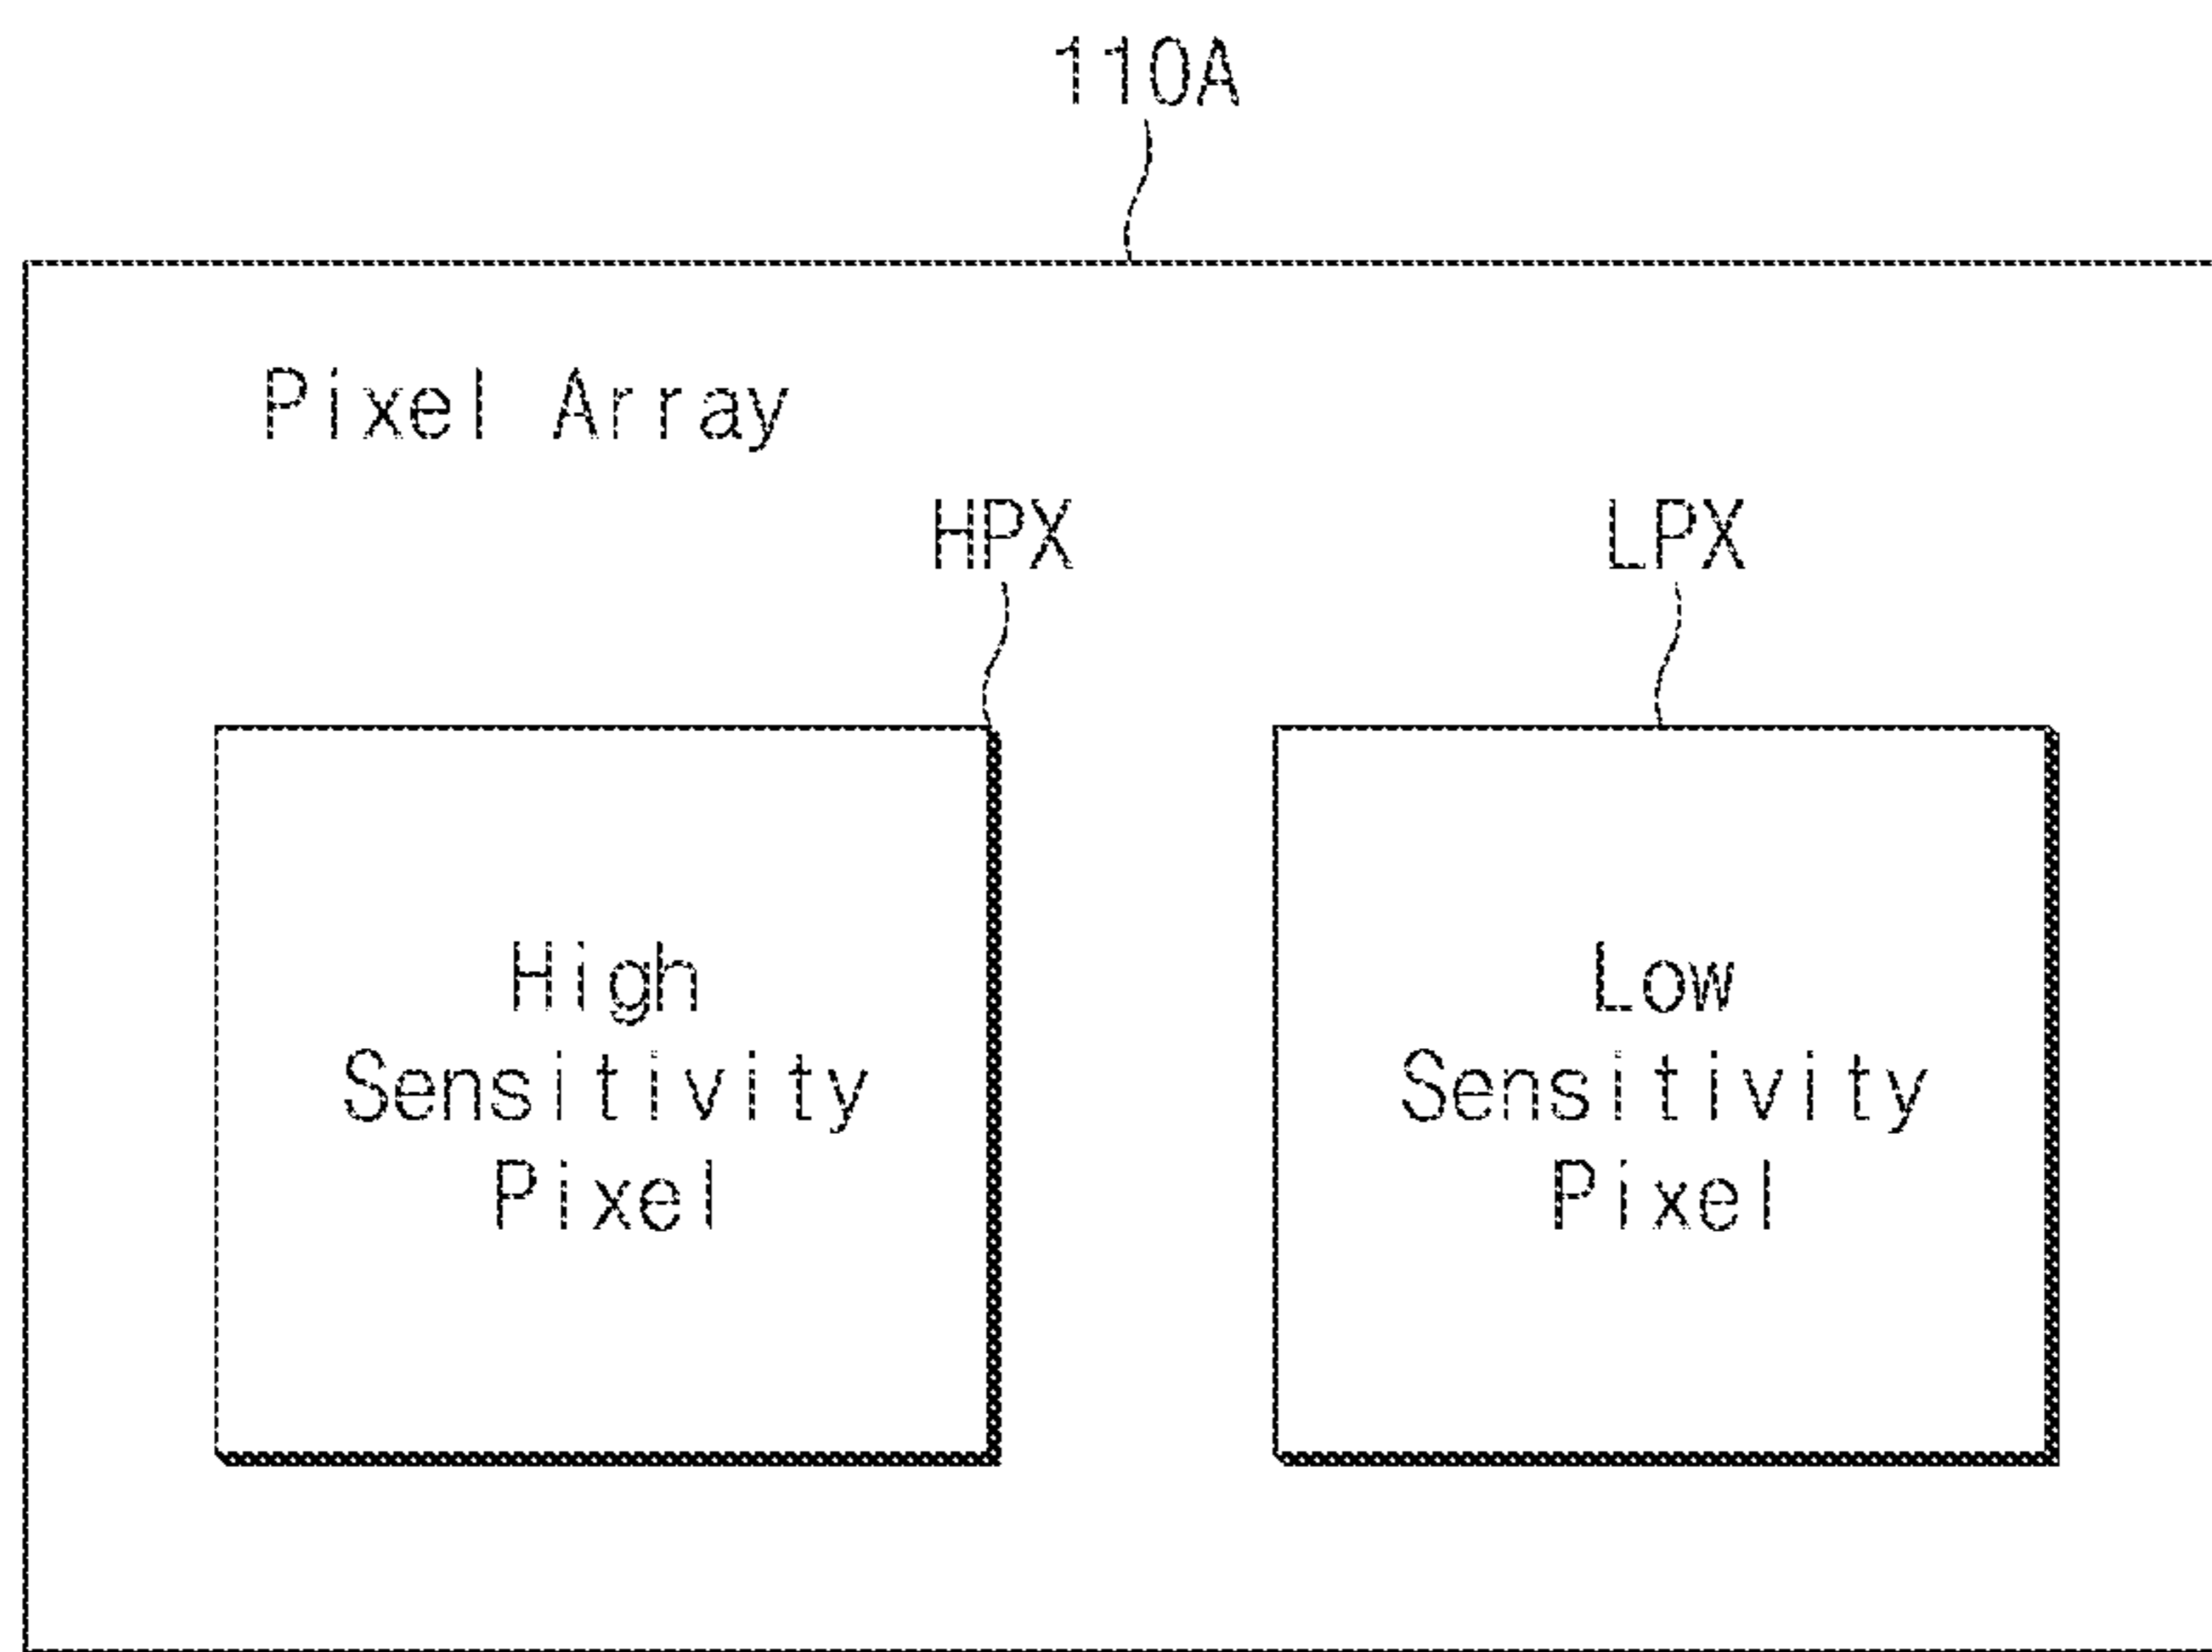 110A
Pixel Array
HPX
LPX
High
Sensitivity
Pixel
Low
Sensitivity
Pixel